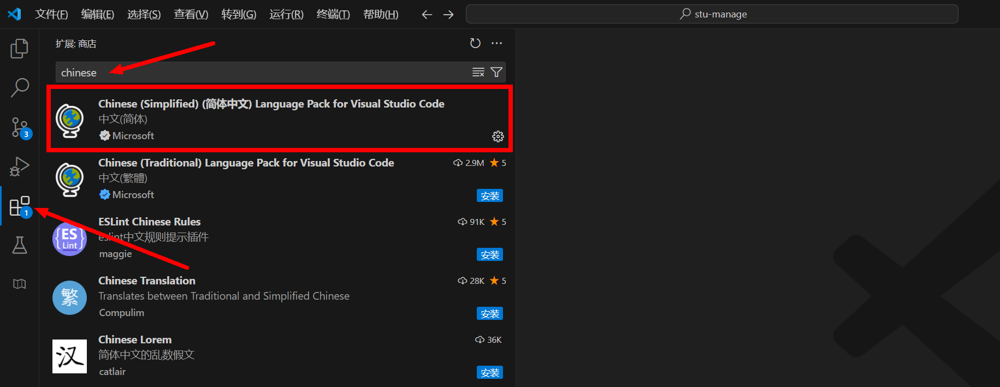 文件(F) 编辑(E) 选择(S) 查看(V) 转到(G) 运行(R) 终端(T) 帮助(H) stu-manage
扩展: 商店
chinese
Chinese (Simplified) (简体中文) Language Pack for Visual Studio Code
中文(简体)
Microsoft
3
Chinese (Traditional) Language Pack for Visual Studio Code 2.9M 5
中文(繁體)
Microsoft 安装
1
ESLint Chinese Rules 91K 5
{ES Lint}
eslint中文规则提示插件
maggie 安装
Chinese Translation 28K 5
繁
Translates between Traditional and Simplified Chinese
Compulim 安装
Chinese Lorem 36K
汉
简体中文的乱数假文
catlair 安装